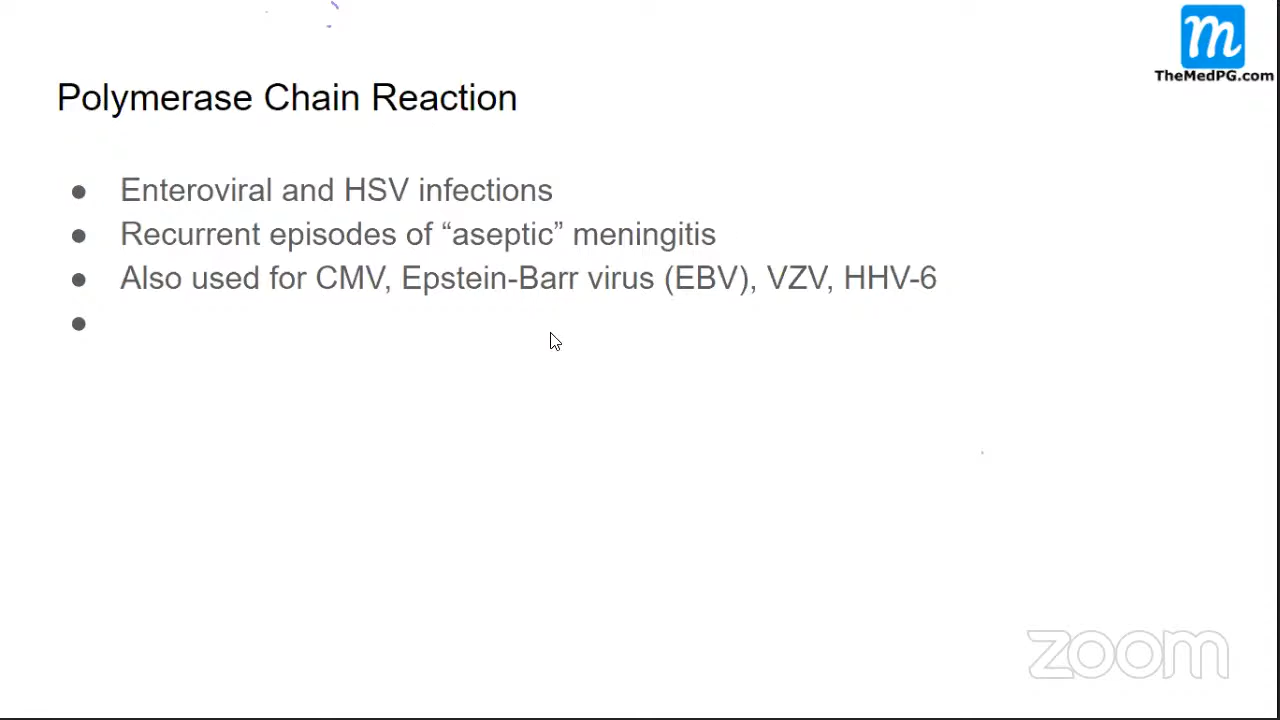 m
TheMedPG.com
Polymerase Chain Reaction
● Enteroviral and HSV infections
● Recurrent episodes of “aseptic” meningitis
● Also used for CMV, Epstein-Barr virus (EBV), VZV, HHV-6
●
zoom